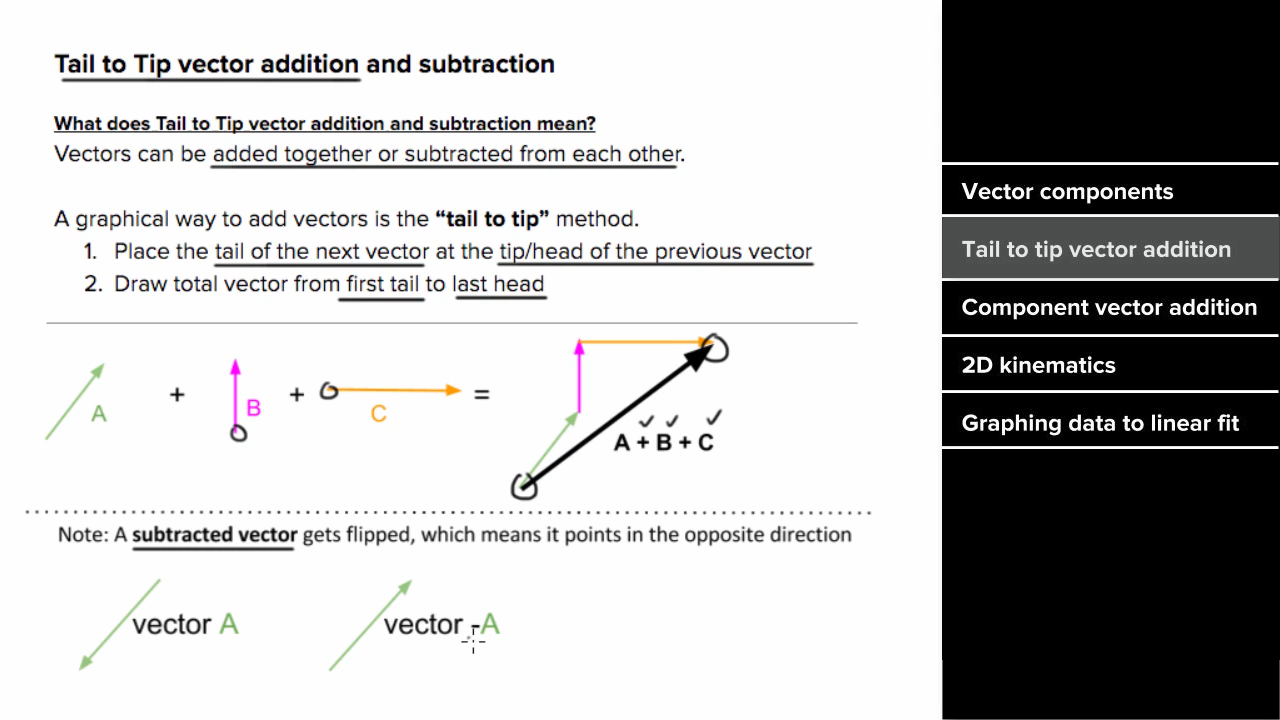 Tail to Tip vector addition and subtraction
What does Tail to Tip vector addition and subtraction mean?
Vectors can be added together or subtracted from each other.
A graphical way to add vectors is the “tail to tip” method.
1. Place the tail of the next vector at the tip/head of the previous vector
2. Draw total vector from first tail to last head
A + B + C =
A + B + C
Note: A subtracted vector gets flipped, which means it points in the opposite direction
vector A
vector -A
Vector components
Tail to tip vector addition
Component vector addition
2D kinematics
Graphing data to linear fit